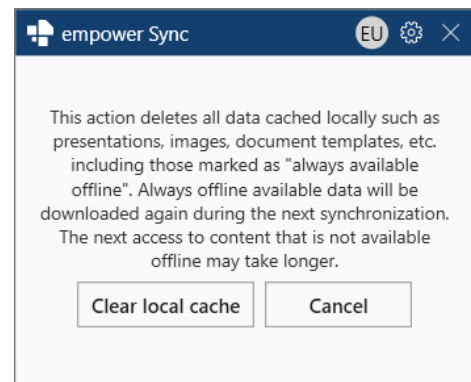 empower Sync EU
This action deletes all data cached locally such as
presentations, images, document templates, etc.
including those marked as "always available
offline". Always offline available data will be
downloaded again during the next synchronization.
The next access to content that is not available
offline may take longer.
Clear local cache Cancel